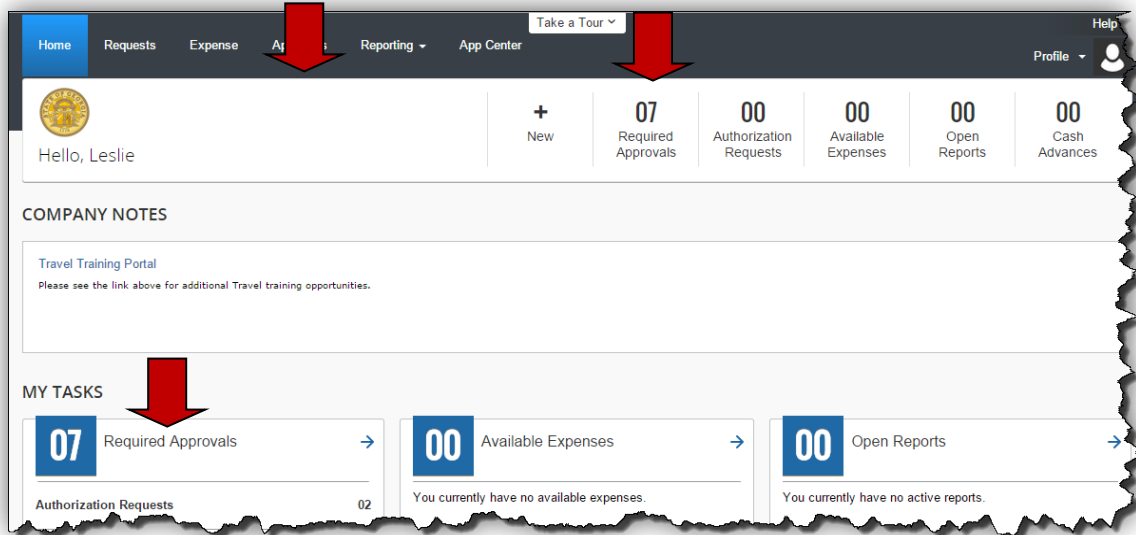 Take a Tour
Help
Home Requests Expense Reporting App Center
Profile
STATE OF GEORGIA
Hello, Leslie
+
New
07
Required
Approvals
00
Authorization
Requests
00
Available
Expenses
00
Open
Reports
00
Cash
Advances
COMPANY NOTES
Travel Training Portal
Please see the link above for additional Travel training opportunities.
MY TASKS
07 Required Approvals
Authorization Requests 02
00 Available Expenses
You currently have no available expenses.
00 Open Reports
You currently have no active reports.